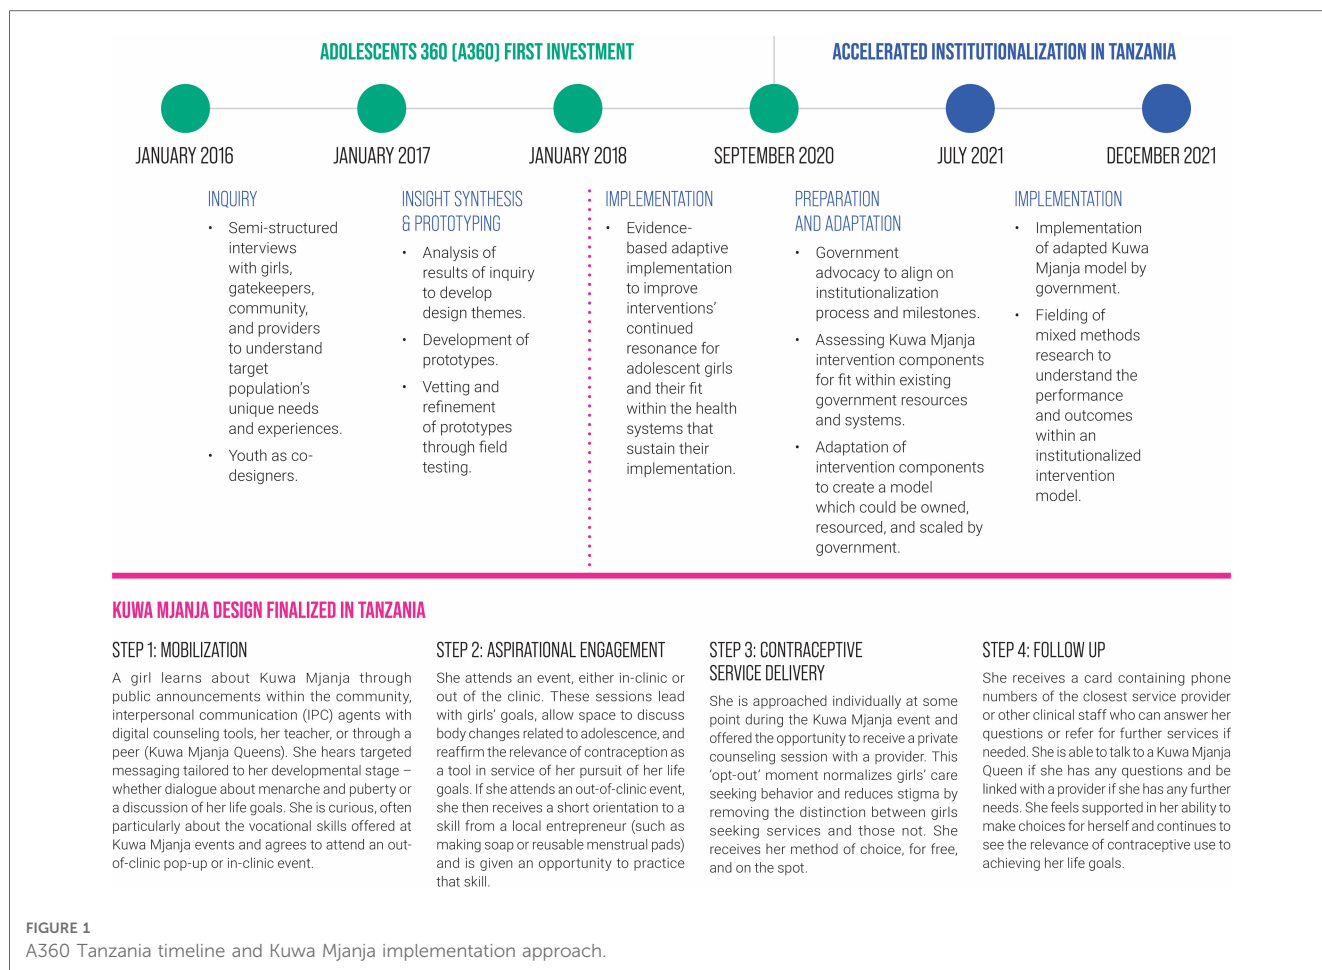 ADOLESCENTS 360 (A360) FIRST INVESTMENT
ACCELERATED INSTITUTIONALIZATION IN TANZANIA
JANUARY 2016
JANUARY 2017
JANUARY 2018
SEPTEMBER 2020
JULY 2021
DECEMBER 2021
INQUIRY
• Semi-structured
interviews
with girls,
gatekeepers,
community,
and providers
to understand
target
population’s
unique needs
and experiences.
• Youth as co-
designers.
INSIGHT SYNTHESIS
& PROTOTYPING
• Analysis of
results of inquiry
to develop
design themes.
• Development of
prototypes.
• Vetting and
refinement
of prototypes
through field
testing.
IMPLEMENTATION
• Evidence-
based adaptive
implementation
to improve
interventions’
continued
resonance for
adolescent girls
and their fit
within the health
systems that
sustain their
implementation.
PREPARATION
AND ADAPTATION
• Government
advocacy to align on
institutionalization
process and milestones.
• Assessing Kuwa Mjanja
intervention components
for fit within existing
government resources
and systems.
• Adaptation of
intervention components
to create a model
which could be owned,
resourced, and scaled by
government.
IMPLEMENTATION
• Implementation
of adapted Kuwa
Mjanja model by
government.
• Fielding of
mixed methods
research to
understand the
performance
and outcomes
within an
institutionalized
intervention
model.
KUWA MJANJA DESIGN FINALIZED IN TANZANIA
STEP 1: MOBILIZATION
A girl learns about Kuwa Mjanja through
public announcements within the community,
interpersonal communication (IPC) agents with
digital counseling tools, her teacher, or through a
peer (Kuwa Mjanja Queens). She hears targeted
messaging tailored to her developmental stage –
whether dialogue about menarche and puberty or
a discussion of her life goals. She is curious, often
particularly about the vocational skills offered at
Kuwa Mjanja events and agrees to attend an out-
of-clinic pop-up or in-clinic event.
STEP 2: ASPIRATIONAL ENGAGEMENT
She attends an event, either in-clinic or
out of the clinic. These sessions lead
with girls’ goals, allow space to discuss
body changes related to adolescence, and
reaffirm the relevance of contraception as
a tool in service of her pursuit of her life
goals. If she attends an out-of-clinic event,
she then receives a short orientation to a
skill from a local entrepreneur (such as
making soap or reusable menstrual pads)
and is given an opportunity to practice
that skill.
STEP 3: CONTRACEPTIVE
SERVICE DELIVERY
She is approached individually at some
point during the Kuwa Mjanja event and
offered the opportunity to receive a private
counseling session with a provider. This
‘opt-out’ moment normalizes girls’ care
seeking behavior and reduces stigma by
removing the distinction between girls
seeking services and those not. She
receives her method of choice, for free,
and on the spot.
STEP 4: FOLLOW UP
She receives a card containing phone
numbers of the closest service provider
or other clinical staff who can answer her
questions or refer for further services if
needed. She is able to talk to a Kuwa Mjanja
Queen if she has any questions and be
linked with a provider if she has any further
needs. She feels supported in her ability to
make choices for herself and continues to
see the relevance of contraceptive use to
achieving her life goals.
FIGURE 1
A360 Tanzania timeline and Kuwa Mjanja implementation approach.